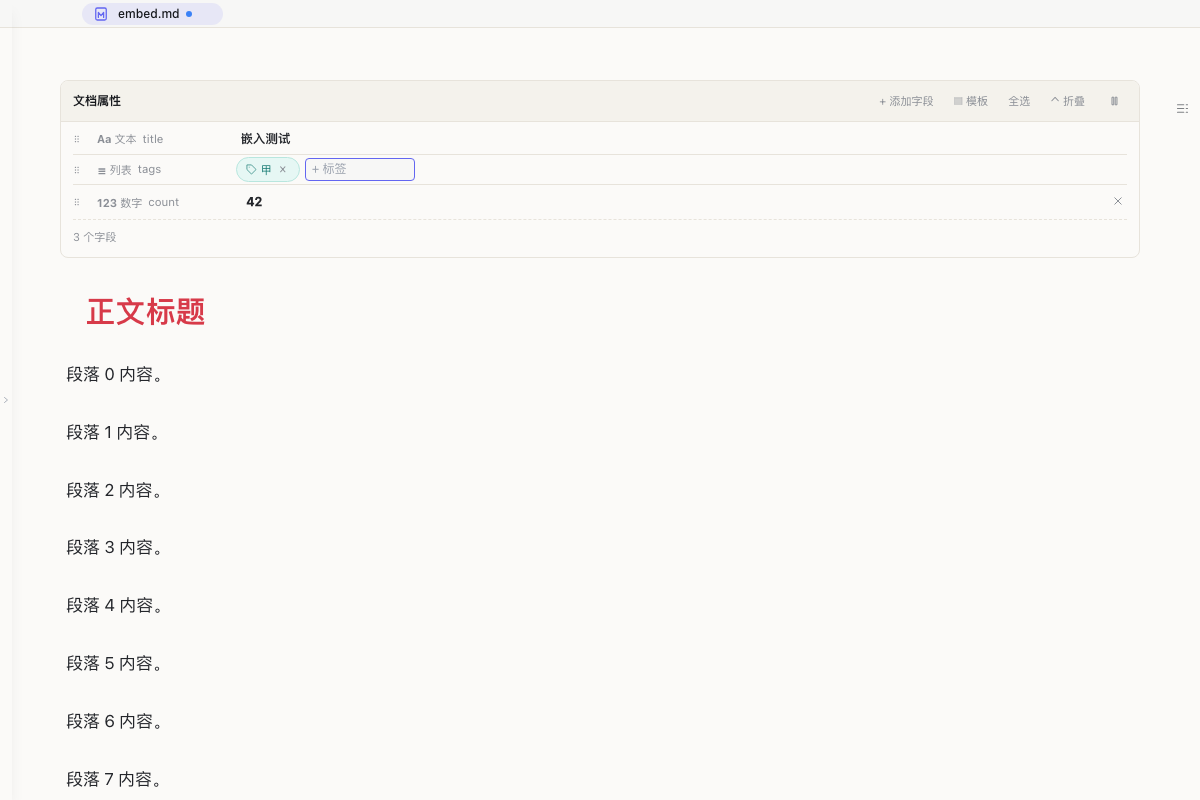 embed.md
文档属性 + 添加字段 模板 全选 折叠
Aa 文本 title 嵌入测试
列表 tags 甲 × + 标签
123 数字 count 42
3 个字段
正文标题
段落 0 内容。
段落 1 内容。
段落 2 内容。
段落 3 内容。
段落 4 内容。
段落 5 内容。
段落 6 内容。
段落 7 内容。